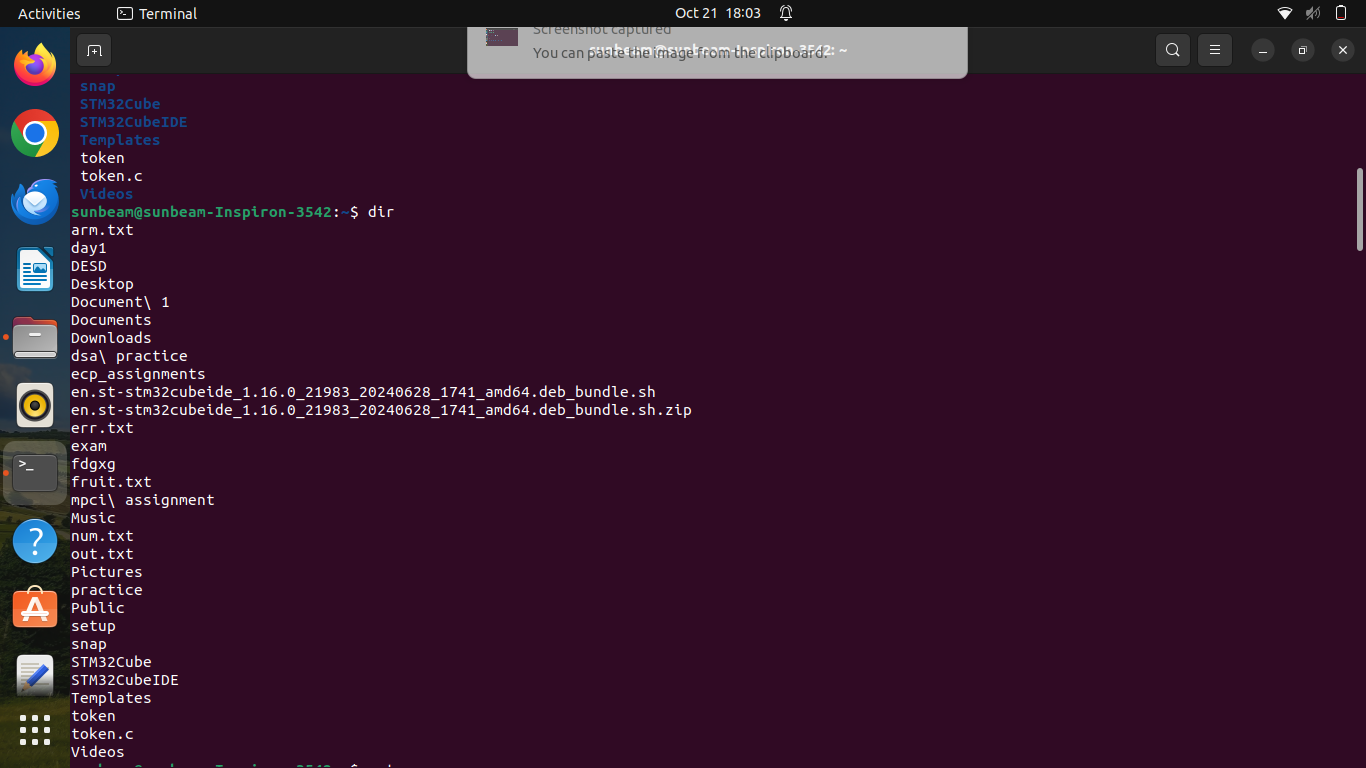 Activities
Terminal
Oct 21 18:03
Screenshot captured
You can paste the image from the clipboard.
sunbeam@sunbeam-Inspiron-3542: ~
snap
STM32Cube
STM32CubeIDE
Templates
token
token.c
Videos
sunbeam@sunbeam-Inspiron-3542:~$ dir
arm.txt
day1
DESD
Desktop
Document\ 1
Documents
Downloads
dsa\ practice
ecp_assignments
en.st-stm32cubeide_1.16.0_21983_20240628_1741_amd64.deb_bundle.sh
en.st-stm32cubeide_1.16.0_21983_20240628_1741_amd64.deb_bundle.sh.zip
err.txt
exam
fdgxg
fruit.txt
mpci\ assignment
Music
num.txt
out.txt
Pictures
practice
Public
setup
snap
STM32Cube
STM32CubeIDE
Templates
token
token.c
Videos